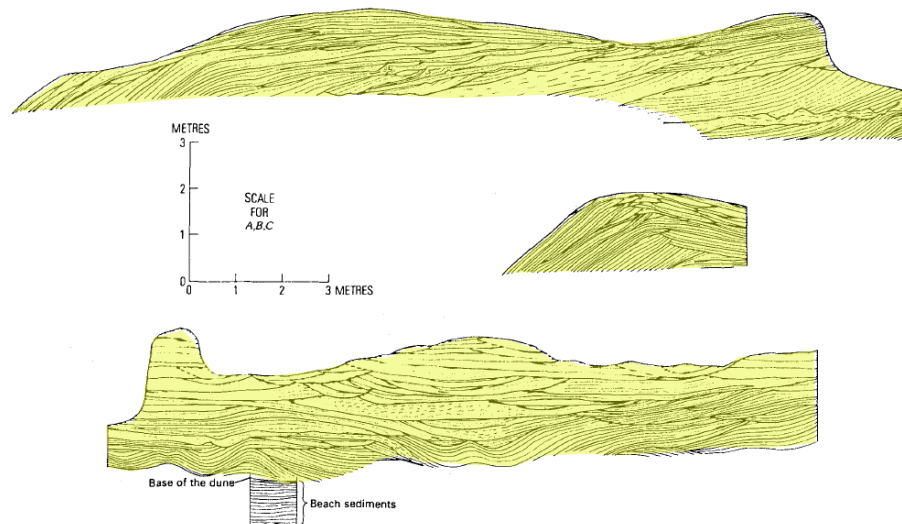 METRES
3
2
1
0
SCALE
FOR
A,B,C
0 1 2 3 METRES
Base of the dune
Beach sediments